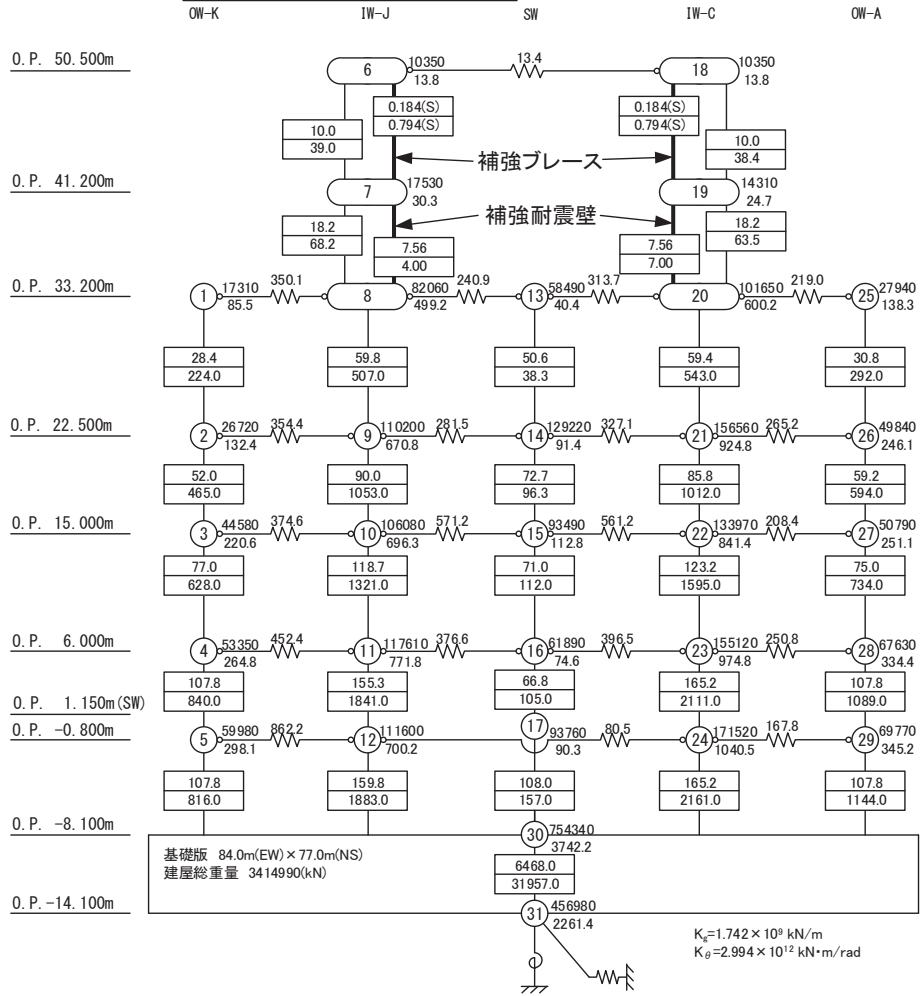 OW-K IW-J SW IW-C OW-A
O.P. 50.500m 6 10350 13.4 18 10350
13.8 13.8
0.184(S) 0.184(S)
0.794(S) 0.794(S)
10.0 10.0
39.0 38.4
補強ブレース
O.P. 41.200m 7 17530 19 14310
30.3 24.7
補強耐震壁
18.2 18.2
68.2 63.5
7.56 7.56
4.00 7.00
O.P. 33.200m 1 17310 350.1 8 82060 240.9 13 58490 313.7 20 101650 219.0 25 27940
85.5 499.2 40.4 600.2 138.3
28.4 59.8 50.6 59.4 30.8
224.0 507.0 38.3 543.0 292.0
O.P. 22.500m 2 26720 354.4 9 110200 281.5 14 129220 327.1 21 156560 265.2 26 49840
132.4 670.8 91.4 924.8 246.1
52.0 90.0 72.7 85.8 59.2
465.0 1053.0 96.3 1012.0 594.0
O.P. 15.000m 3 44580 374.6 10 106080 571.2 15 93490 561.2 22 133970 208.4 27 50790
220.6 696.3 112.8 841.4 251.1
77.0 118.7 71.0 123.2 75.0
628.0 1321.0 112.0 1595.0 734.0
O.P. 6.000m 4 53350 452.4 11 117610 376.6 16 61890 396.5 23 155120 250.8 28 67630
264.8 771.8 74.6 974.8 334.4
107.8 155.3 66.8 165.2 107.8
840.0 1841.0 105.0 2111.0 1089.0
O.P. 1.150m(SW) 17
O.P. -0.800m 5 59980 862.2 12 111600 93760 80.5 24 171520 167.8 29 69770
298.1 700.2 90.3 1040.5 345.2
107.8 159.8 108.0 165.2 107.8
816.0 1883.0 157.0 2161.0 1144.0
O.P. -8.100m 30 754340
3742.2
基礎版 84.0m(EW)×77.0m(NS)
建屋総重量 3414990(kN)
6468.0
31957.0
O.P.-14.100m 31 456980
2261.4
Kg=1.742×10⁹ kN/m
Kθ=2.994×10¹² kN・m/rad